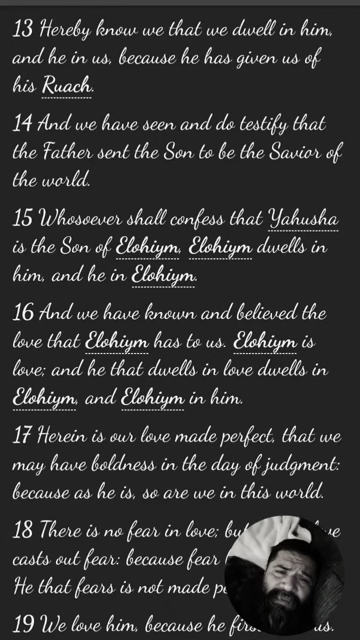 13 Hereby know we that we dwell in him,
and he in us, because he has given us of
his Ruach.
14 And we have seen and do testify that
the Father sent the Son to be the Savior of
the world.
15 Whosoever shall confess that Yahusha
is the Son of Elohiym, Elohiym dwells in
him, and he in Elohiym.
16 And we have known and believed the
love that Elohiym has to us. Elohiym is
love; and he that dwells in love dwells in
Elohiym, and Elohiym in him.
17 Herein is our love made perfect, that we
may have boldness in the day of judgment:
because as he is, so are we in this world.
18 There is no fear in love;
casts out fear: because fear
He that fears is not made
19 We love him, because he